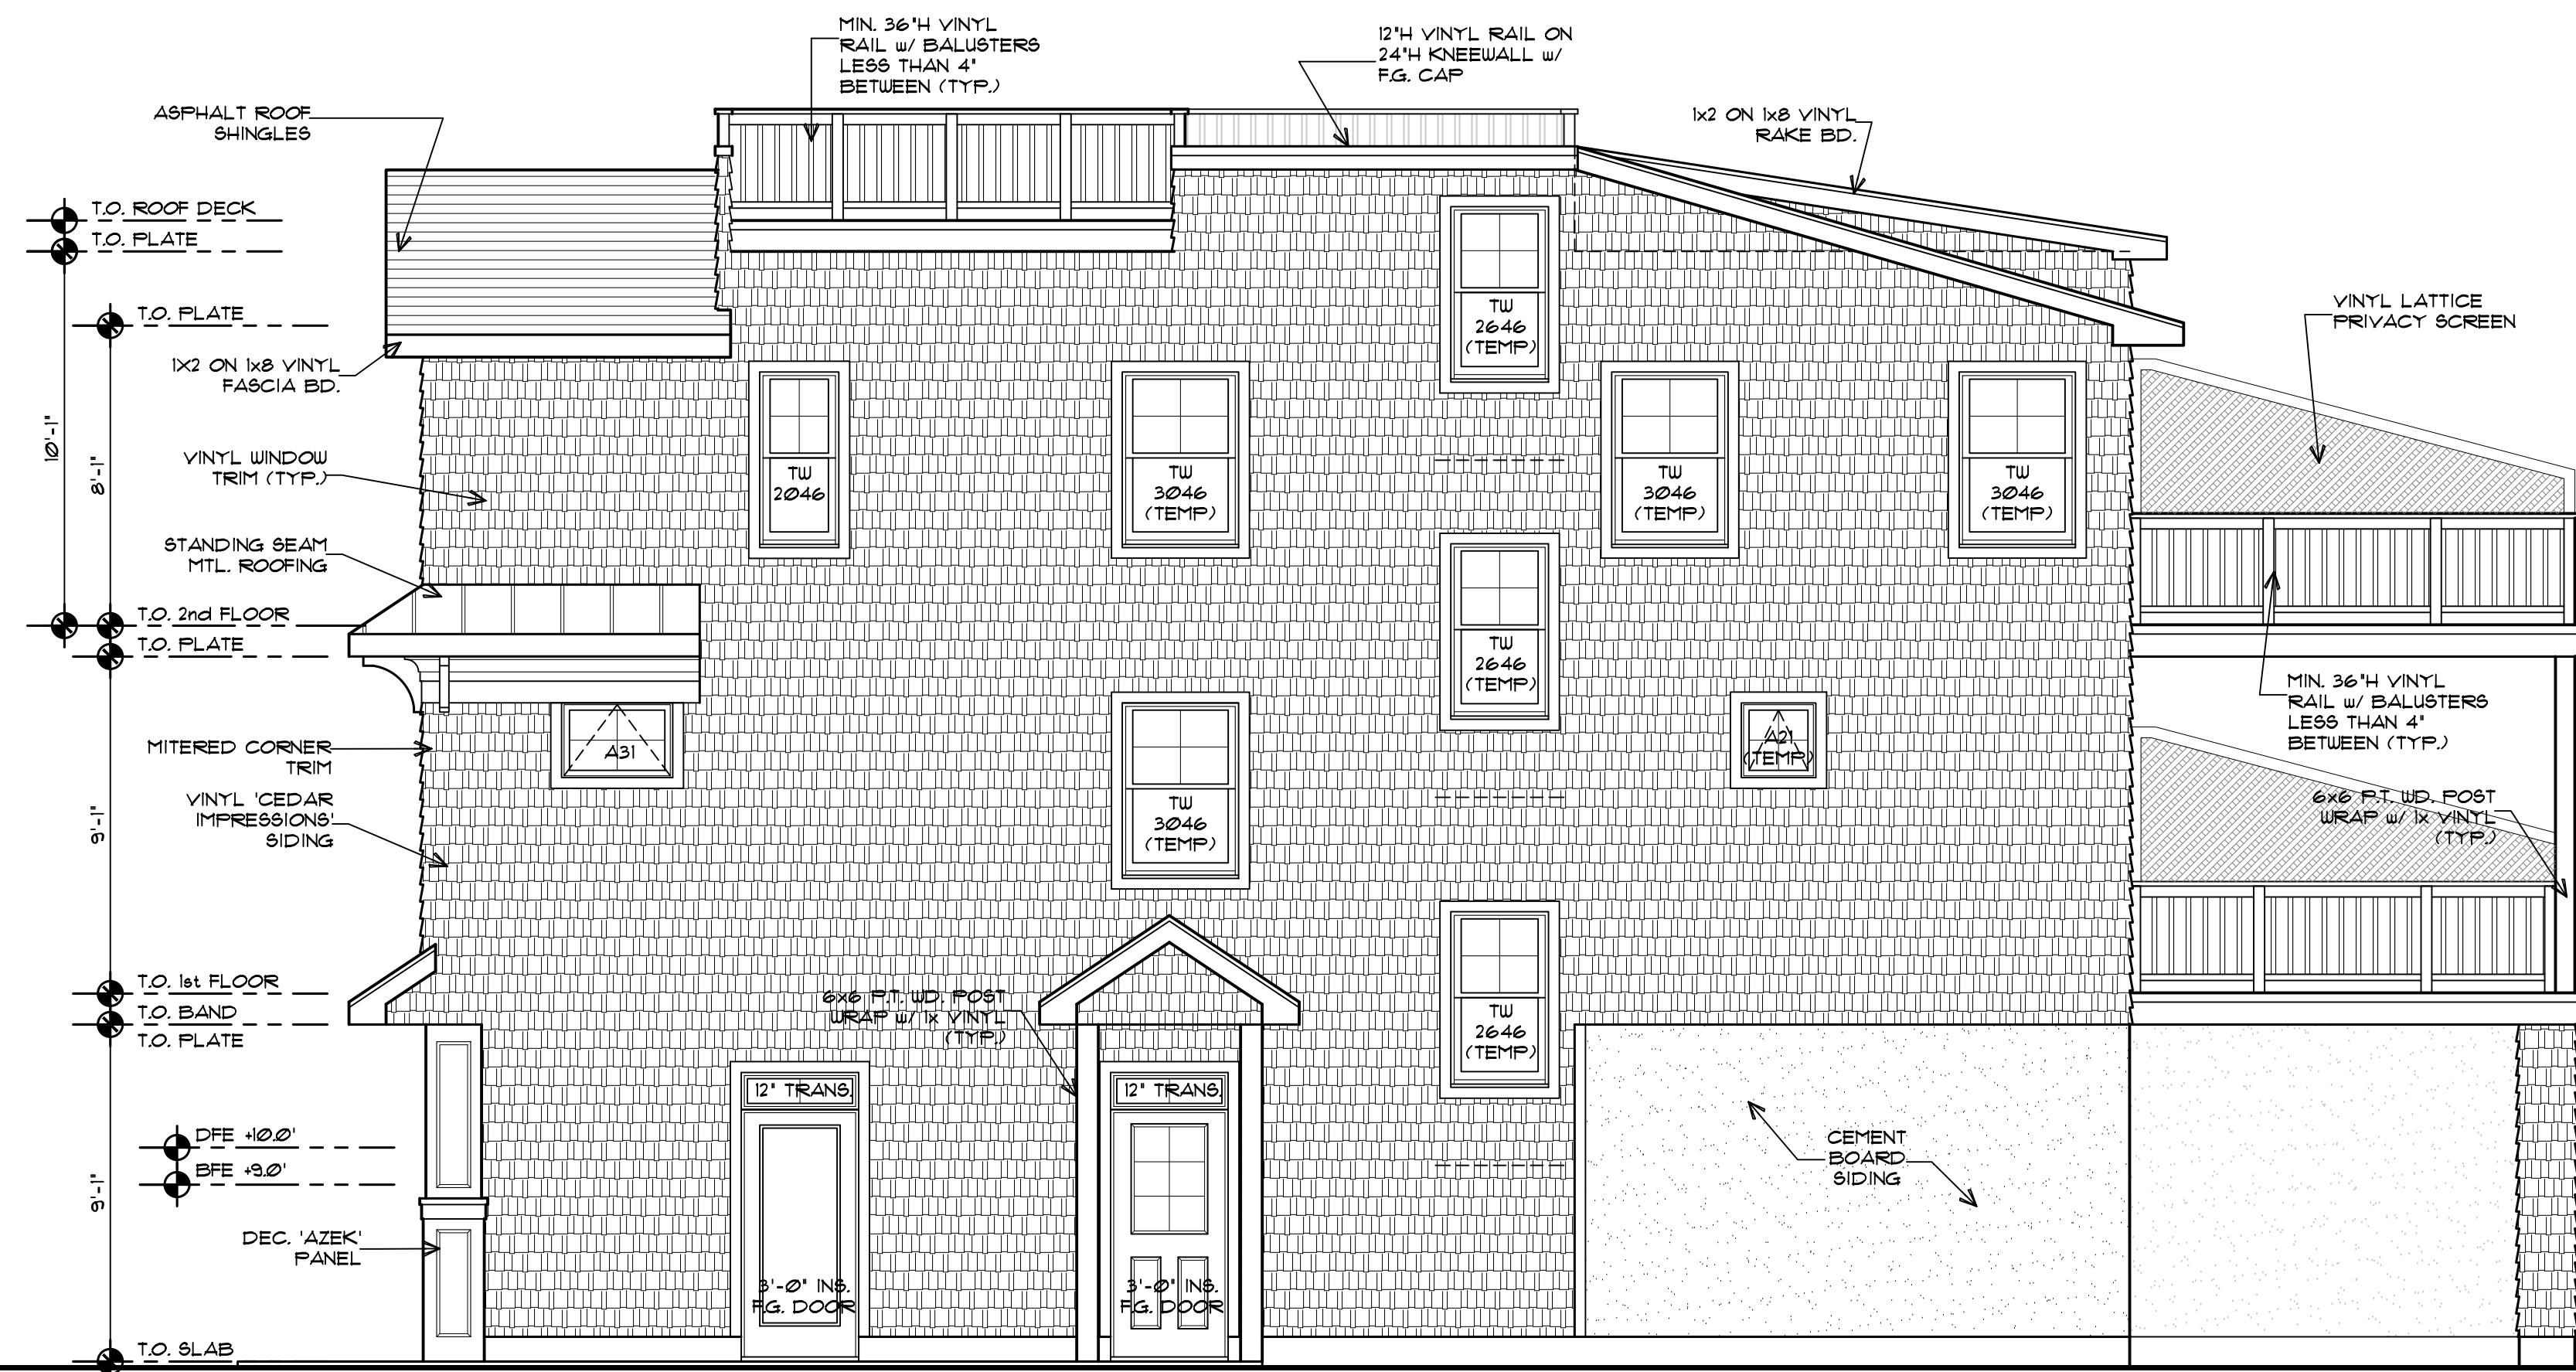 MIN. 36"H VINYL
RAIL w/ BALUSTERS
LESS THAN 4"
BETWEEN (TYP.)
12"H VINYL RAIL ON
24"H KNEEWALL w/
F.G. CAP
ASPHALT ROOF
SHINGLES
1x2 ON 1x8 VINYL
RAKE BD.
T.O. ROOF DECK
T.O. PLATE
T.O. PLATE
VINYL LATTICE
PRIVACY SCREEN
TW
2646
(TEMP)
1X2 ON 1x8 VINYL
FASCIA BD.
10'-1"
8'-1"
VINYL WINDOW
TRIM (TYP.)
TW
2046
TW
3046
(TEMP)
TW
3046
(TEMP)
TW
3046
(TEMP)
STANDING SEAM
MTL. ROOFING
T.O. 2nd FLOOR
T.O. PLATE
TW
2646
(TEMP)
MIN. 36"H VINYL
RAIL w/ BALUSTERS
LESS THAN 4"
BETWEEN (TYP.)
MITERED CORNER
TRIM
A31
A21
(TEMP)
VINYL 'CEDAR
IMPRESSIONS'
SIDING
9'-1"
TW
3046
(TEMP)
6x6 P.T. WD. POST
WRAP w/ 1x VINYL
(TYP.)
T.O. 1st FLOOR
T.O. BAND
T.O. PLATE
6x6 P.T. WD. POST
WRAP w/ 1x VINYL
(TYP.)
TW
2646
(TEMP)
12" TRANS.
12" TRANS.
DFE +10.0'
BFE +9.0'
9'-1"
CEMENT
BOARD
SIDING
DEC. 'AZEK'
PANEL
3'-0" INS.
F.G. DOOR
3'-0" INS.
F.G. DOOR
T.O. SLAB